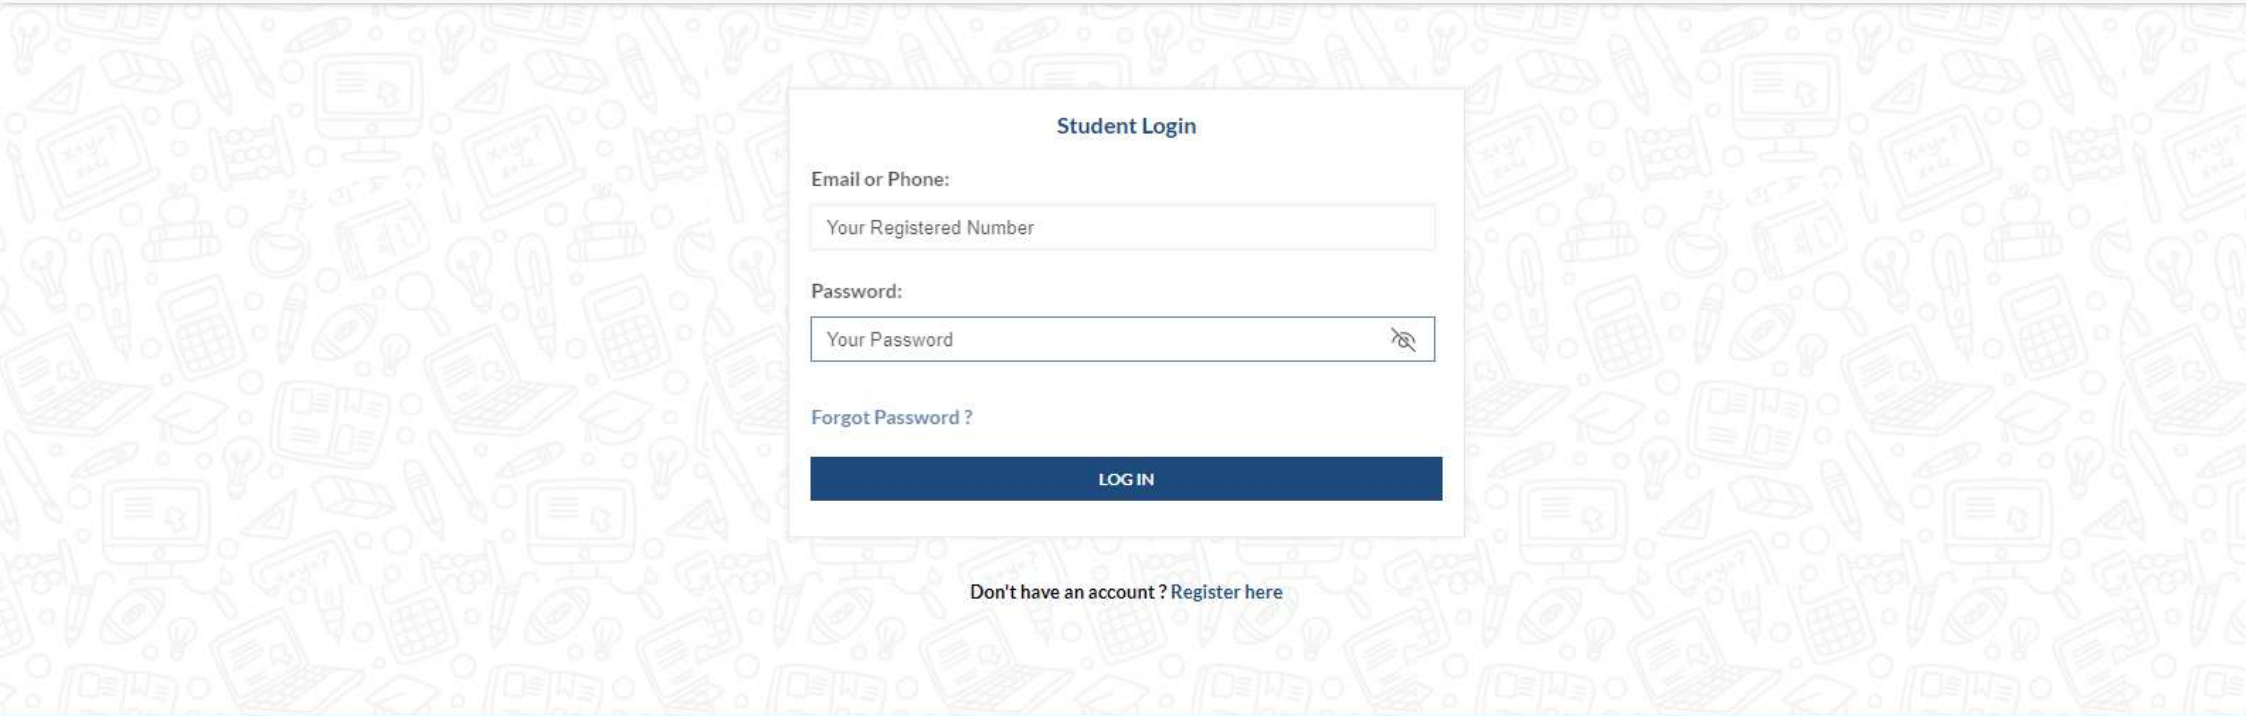 Student Login
Email or Phone:
Your Registered Number
Password:
Your Password
Forgot Password ?
LOG IN
Don't have an account ? Register here